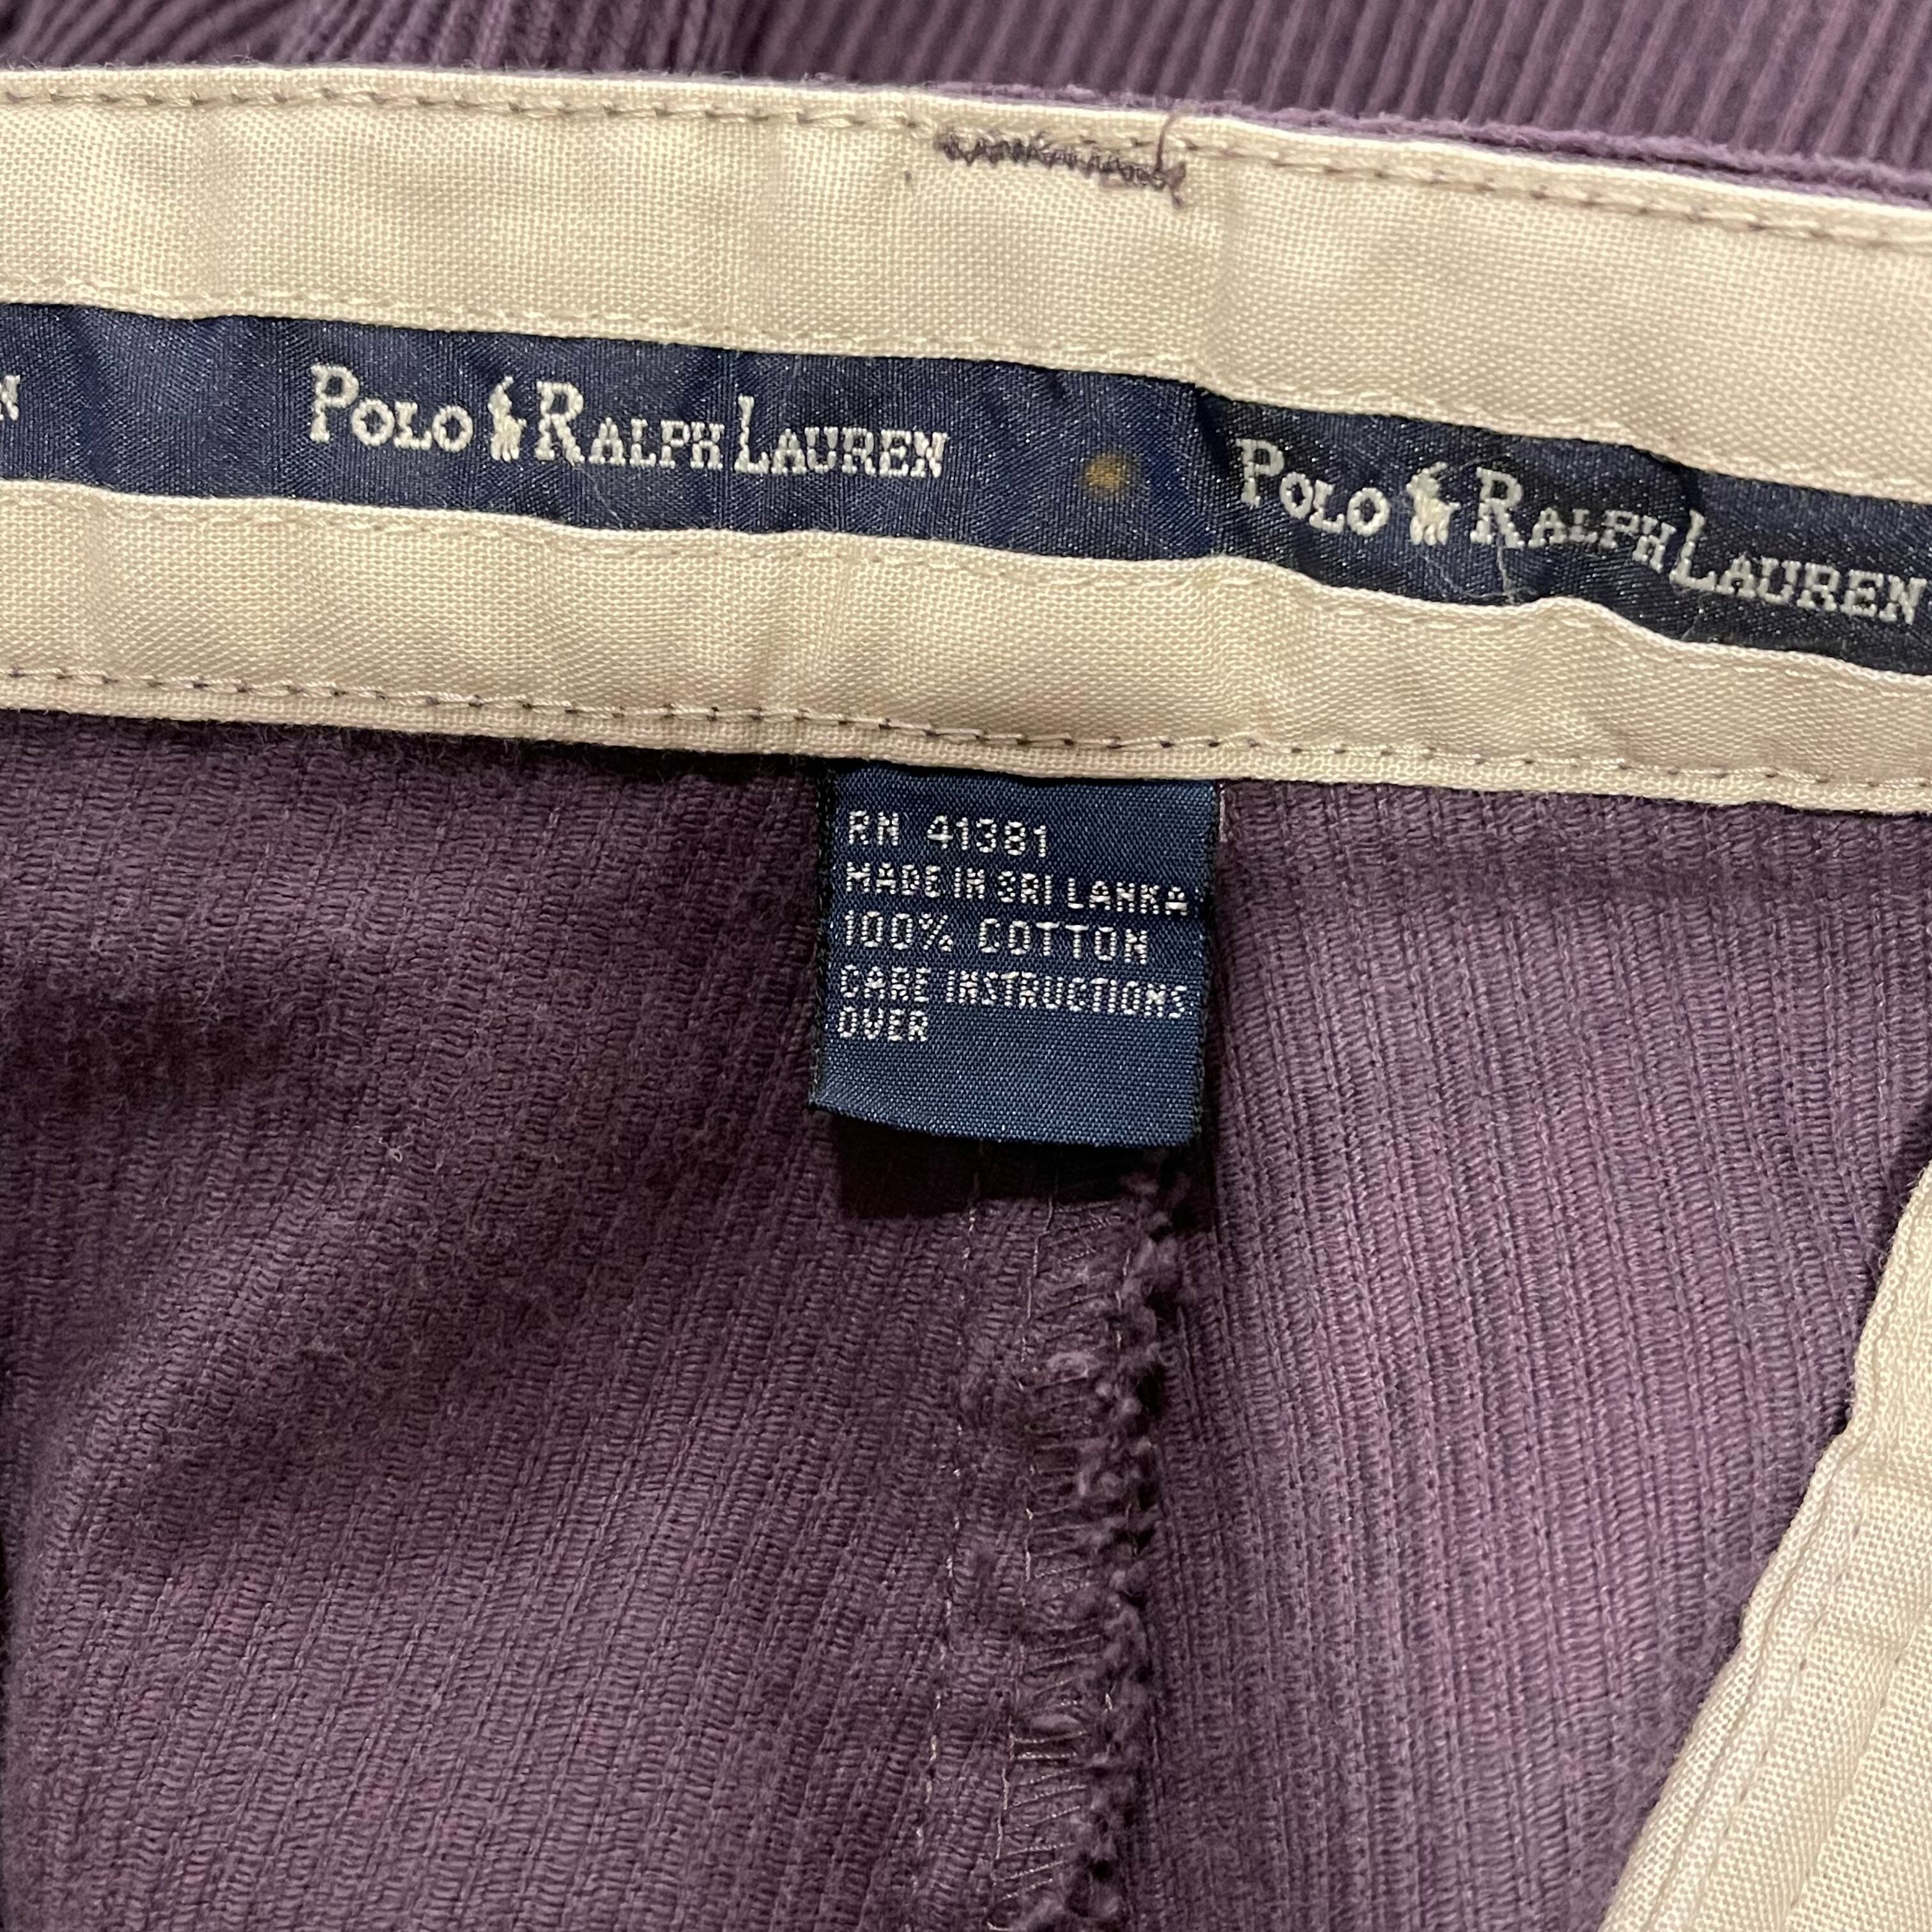 POLO RALPH LAUREN
POLO RALPH LAUREN
RN 41381
MADE IN SRI LANKA
100% COTTON
CARE INSTRUCTIONS
OVER